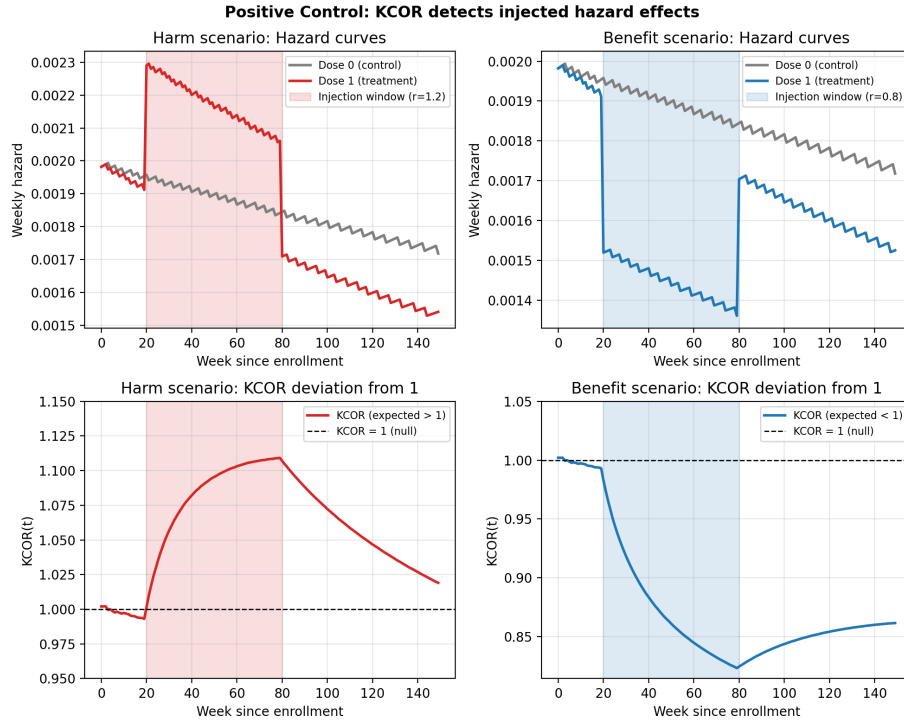 Positive Control: KCOR detects injected hazard effects
Harm scenario: Hazard curves
Weekly hazard
0.0023
0.0022
0.0021
0.0020
0.0019
0.0018
0.0017
0.0016
0.0015
Dose 0 (control)
Dose 1 (treatment)
Injection window (r=1.2)
0 20 40 60 80 100 120 140
Week since enrollment
Benefit scenario: Hazard curves
Weekly hazard
0.0020
0.0019
0.0018
0.0017
0.0016
0.0015
0.0014
Dose 0 (control)
Dose 1 (treatment)
Injection window (r=0.8)
0 20 40 60 80 100 120 140
Week since enrollment
Harm scenario: KCOR deviation from 1
KCOR(t)
1.150
1.125
1.100
1.075
1.050
1.025
1.000
0.975
0.950
KCOR (expected > 1)
KCOR = 1 (null)
0 20 40 60 80 100 120 140
Week since enrollment
Benefit scenario: KCOR deviation from 1
KCOR(t)
1.05
1.00
0.95
0.90
0.85
KCOR (expected < 1)
KCOR = 1 (null)
0 20 40 60 80 100 120 140
Week since enrollment